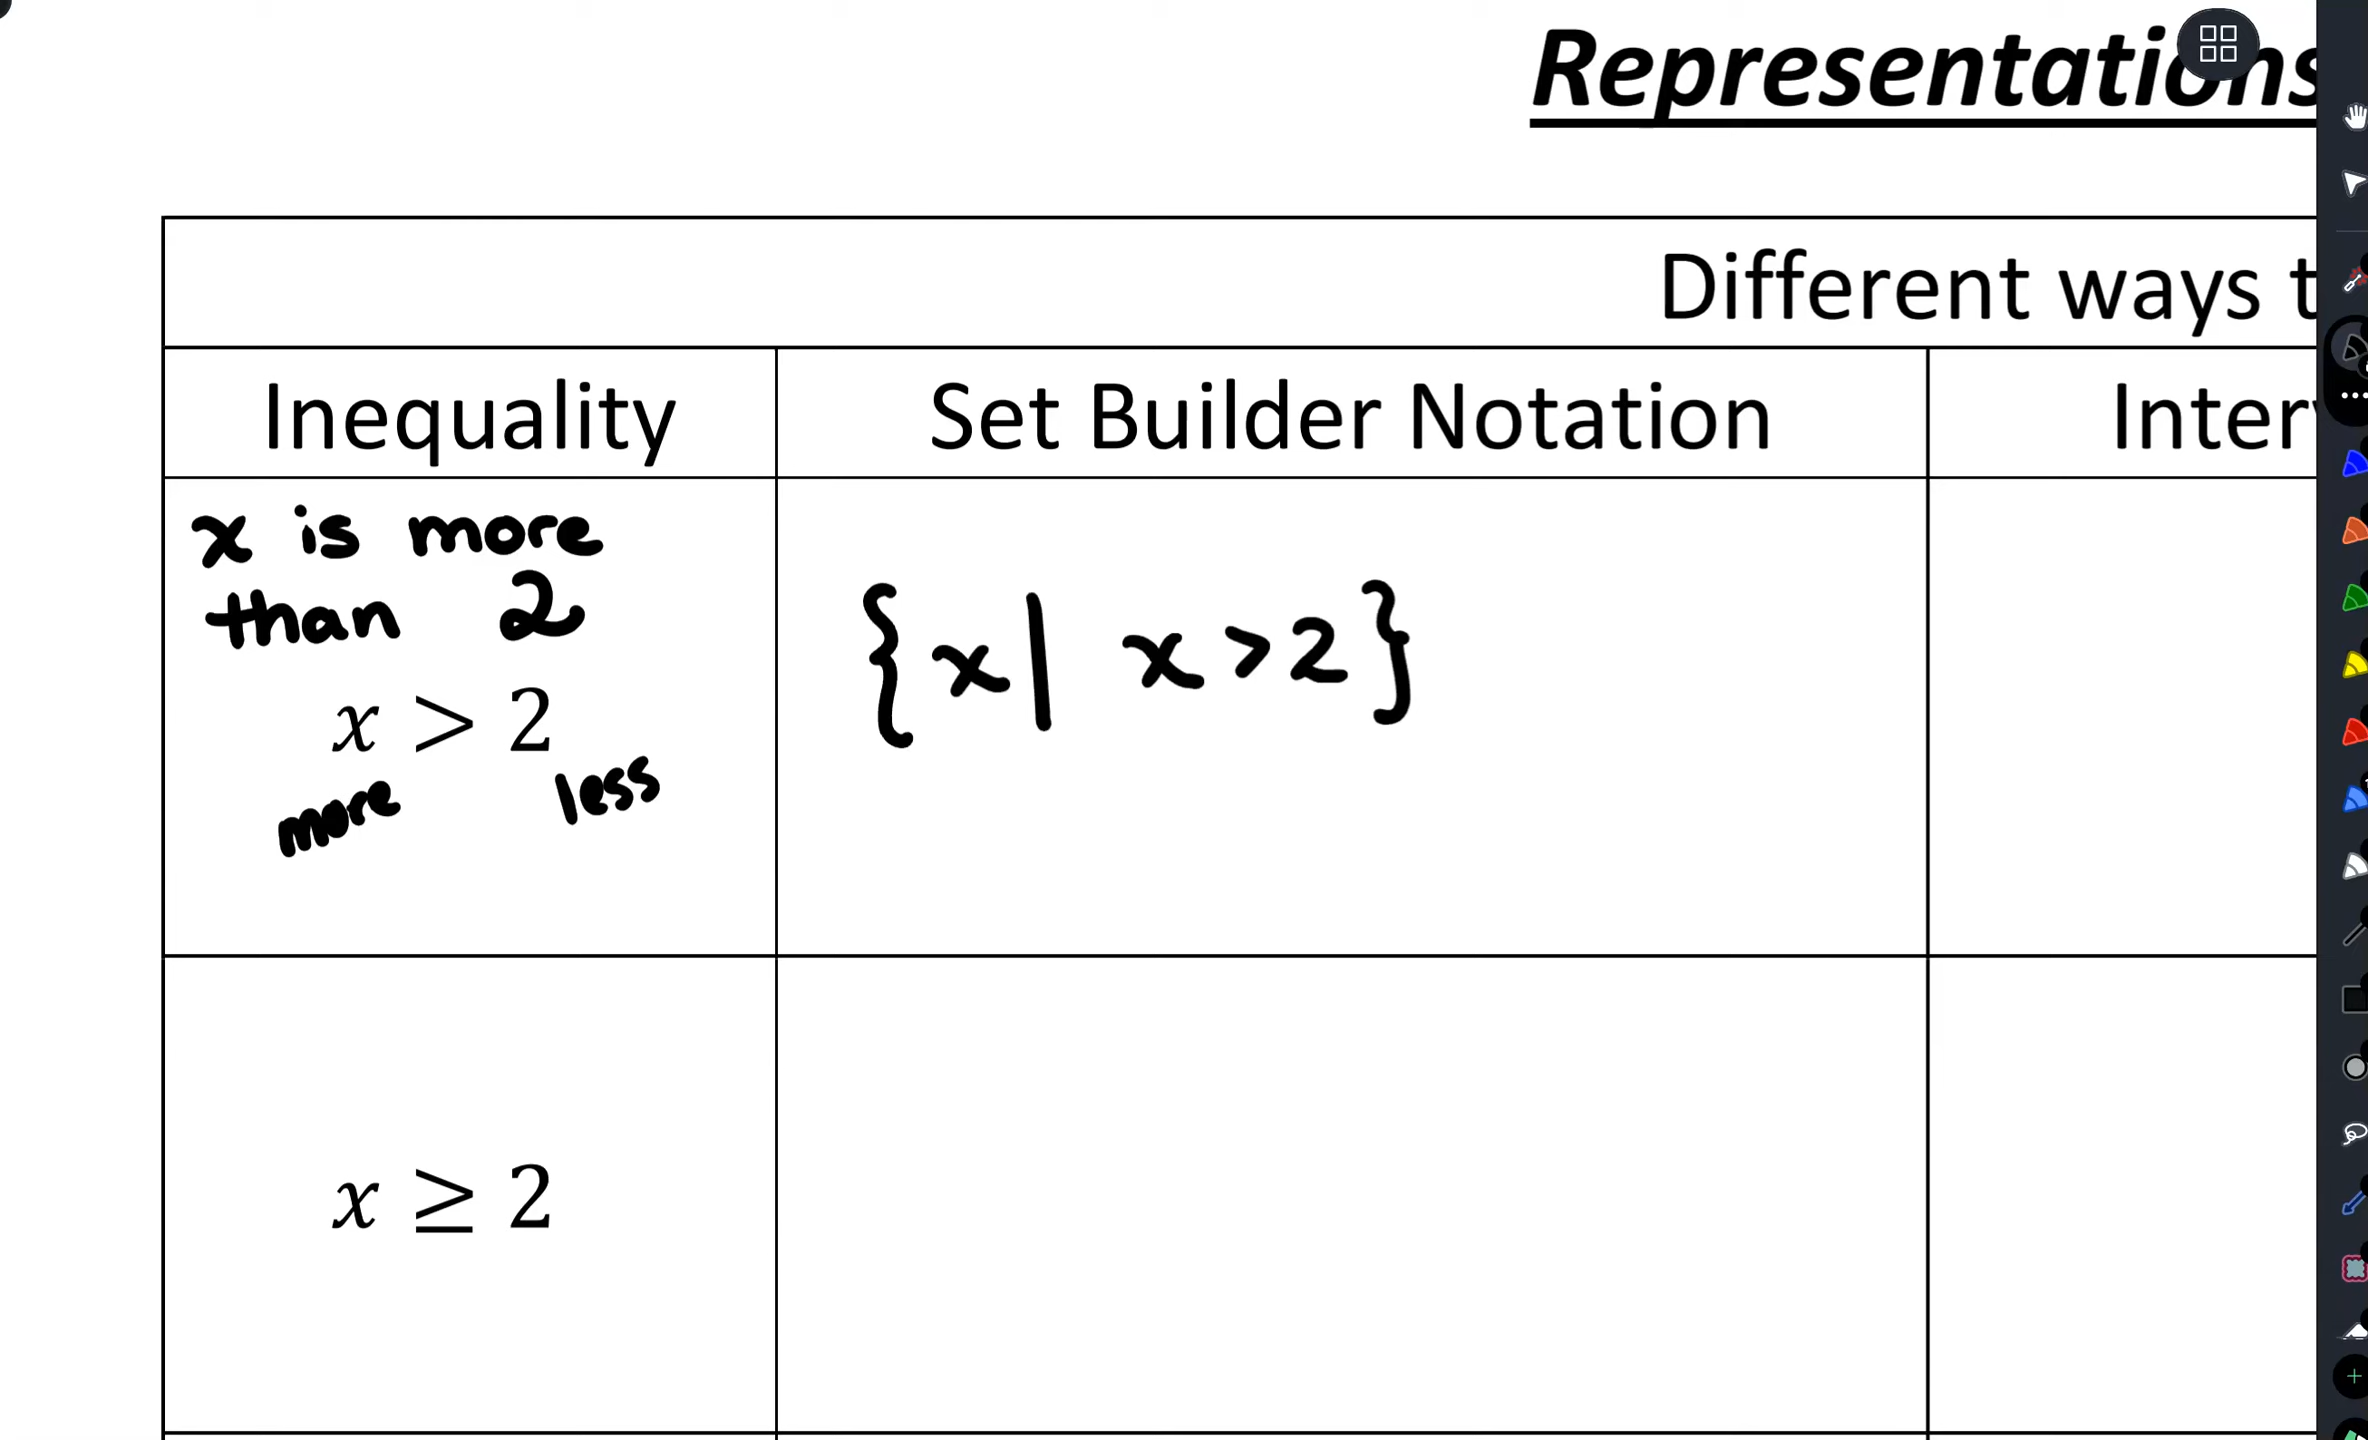 Representations
Different ways t
Inequality
Set Builder Notation
Inter
x is more
than 2
x > 2
more less
{x| x>2}
x ≥ 2